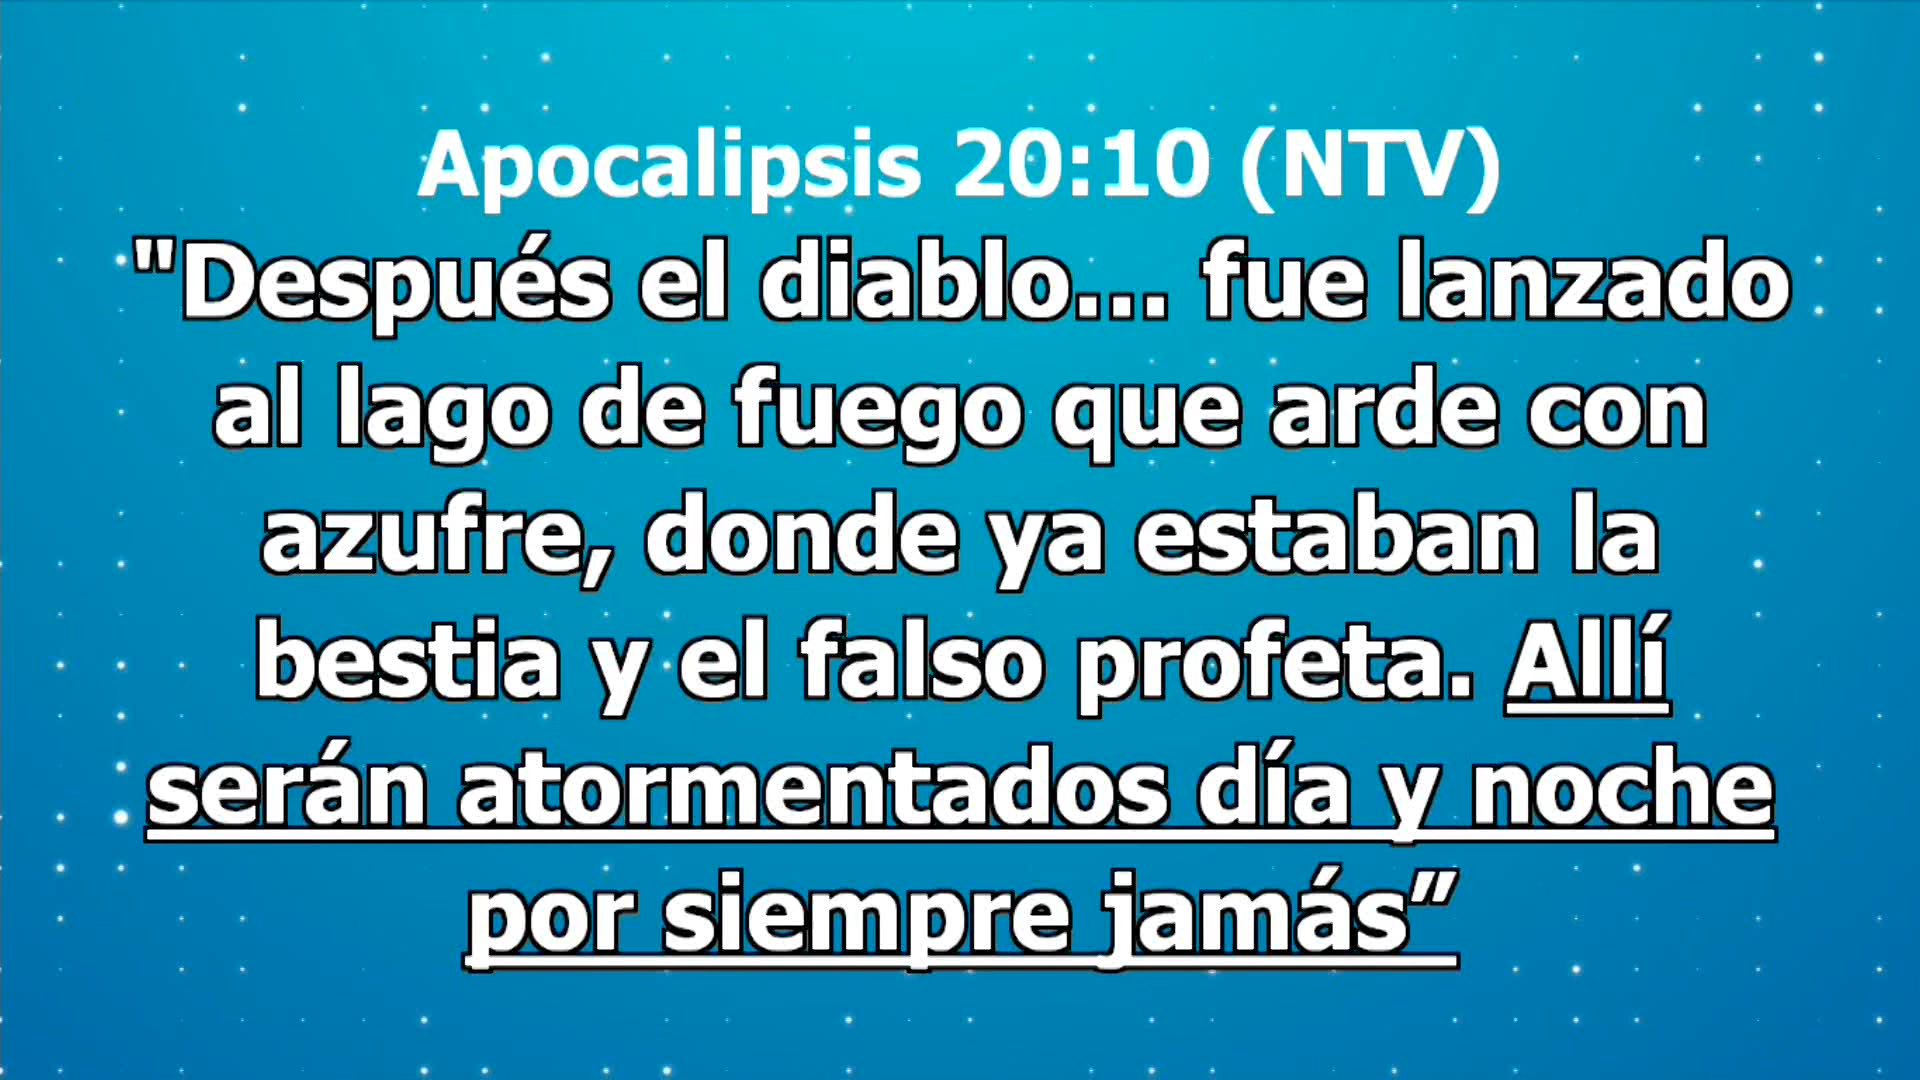 Apocalipsis 20:10 (NTV)
"Después el diablo... fue lanzado
al lago de fuego que arde con
azufre, donde ya estaban la
bestia y el falso profeta. Allí
serán atormentados día y noche
por siempre jamás”